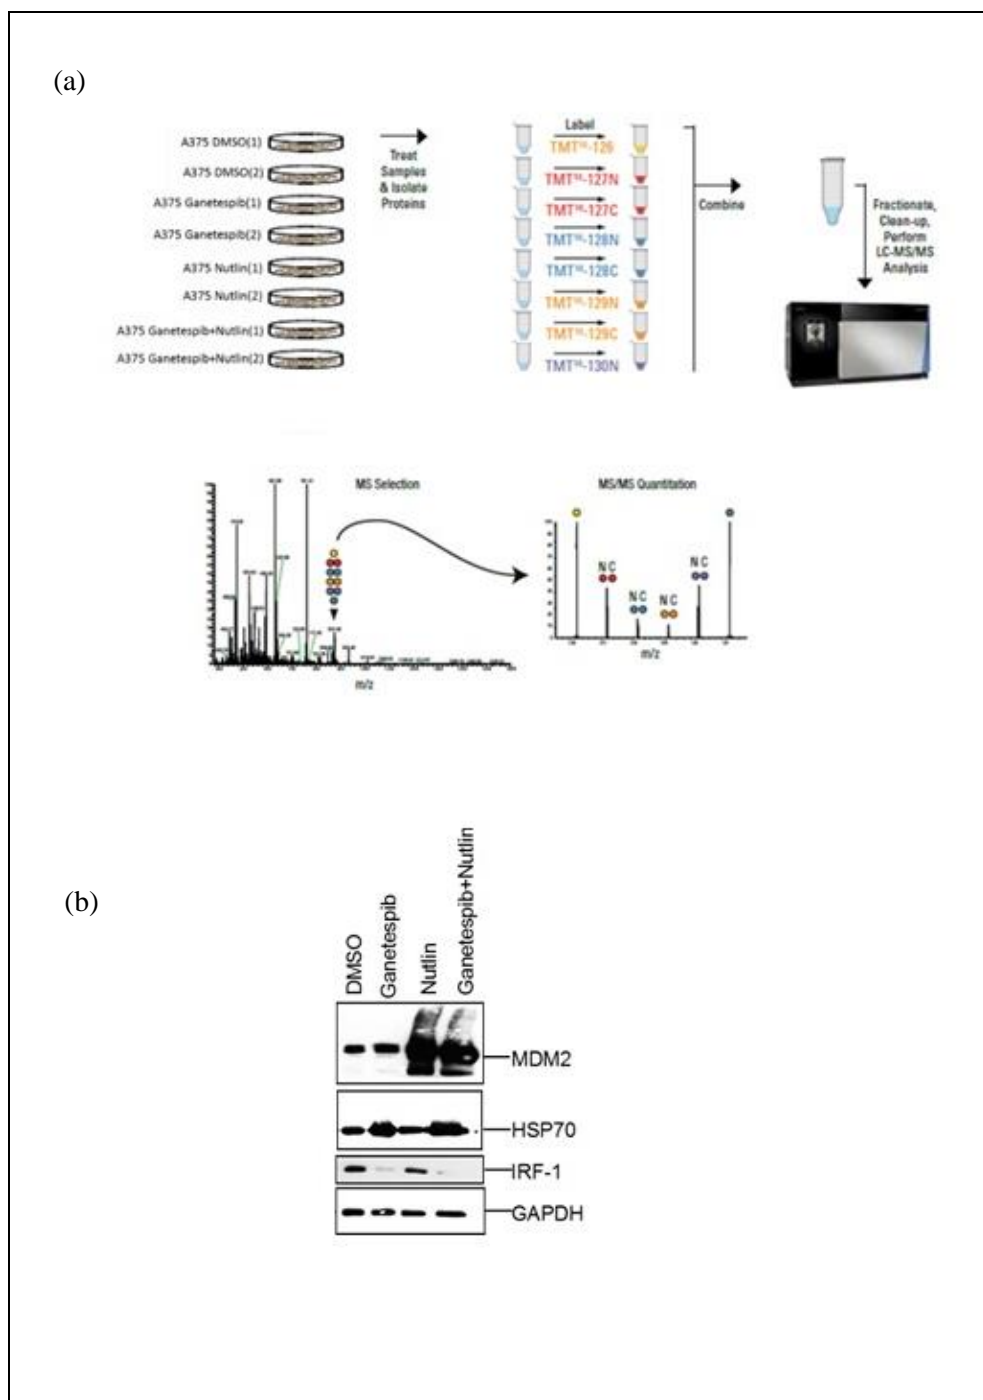 (a)
A375 DMSO(1)
A375 DMSO(2)
A375 Ganetespib(1)
A375 Ganetespib(2)
A375 Nutlin(1)
A375 Nutlin(2)
A375 Ganetespib+Nutlin(1)
A375 Ganetespib+Nutlin(2)
Treat
Samples
& Isolate
Proteins
Label
TMT-126
TMT-127N
TMT-127C
TMT-128N
TMT-128C
TMT-129N
TMT-129C
TMT-130N
Combine
Fractionate,
Clean-up,
Perform
LC-MS/MS
Analysis
MS Selection
m/z
MS/MS Quantitation
N C
N C
N C
N C
m/z
(b)
DMSO
Ganetespib
Nutlin
Ganetespib+Nutlin
MDM2
HSP70
IRF-1
GAPDH